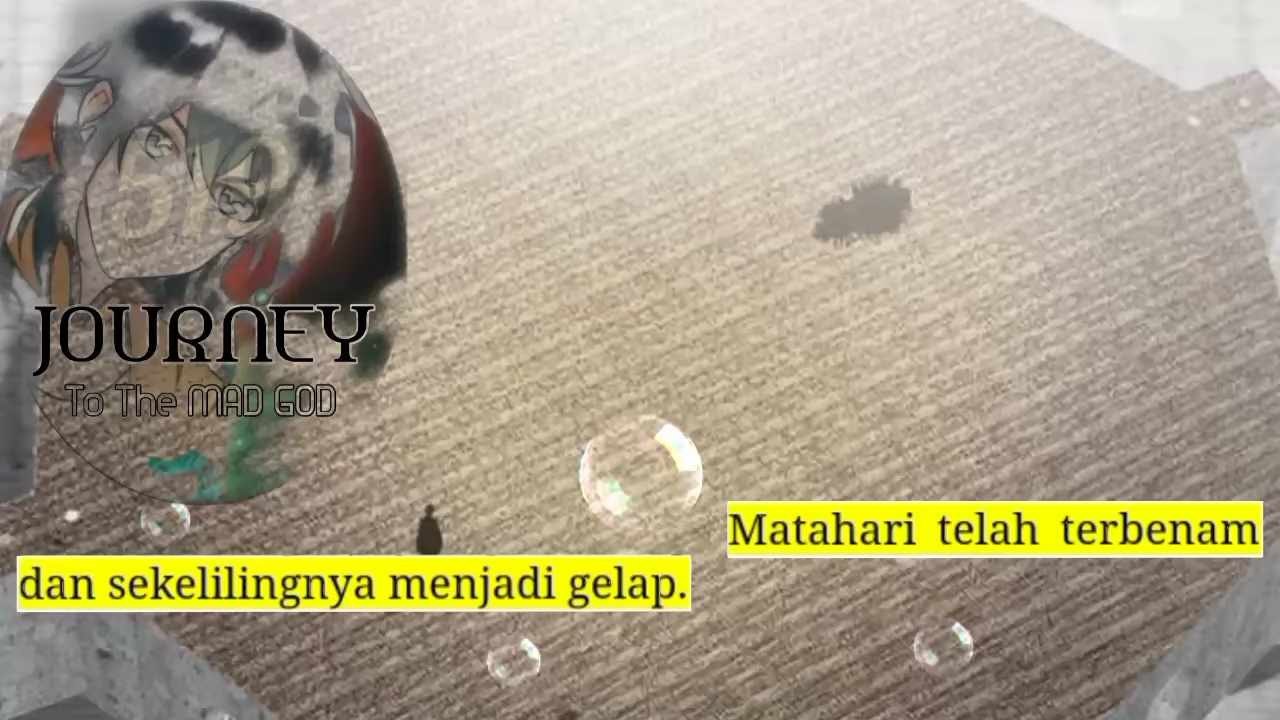 JOURNEY
To The MAD GOD
Matahari telah terbenam
dan sekelilingnya menjadi gelap.